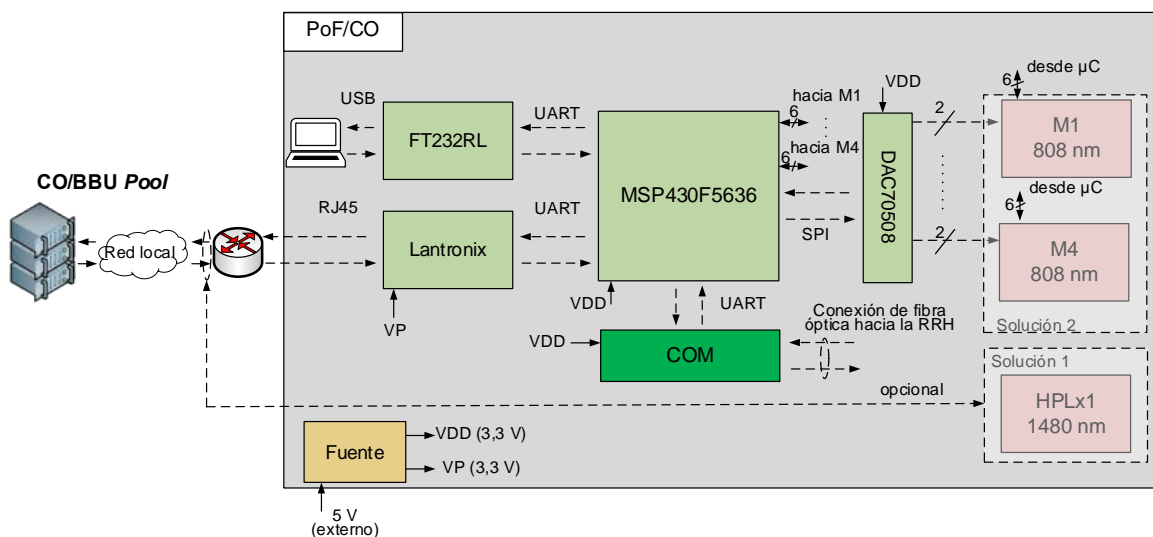 PoF/CO
USB
UART
FT232RL
MSP430F5636
hacia M1
6
hacia M4
6
SPI
VDD
DAC70508
2
2
desde µC
6
M1
808 nm
desde µC
6
M4
808 nm
Solución 2
CO/BBU Pool
Red local
RJ45
UART
Lantronix
VP
VDD
UART
VDD
COM
Conexión de fibra
óptica hacia la RRH
opcional
Solución 1
HPLx1
1480 nm
Fuente
VDD (3,3 V)
VP (3,3 V)
5 V
(externo)